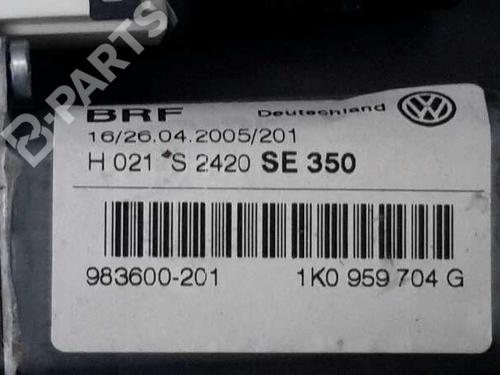 B-PARTS
BRF Deutschland
16/26.04.2005/201
H 021 *S 2420 SE 350
983600-201 1K0 959 704 G